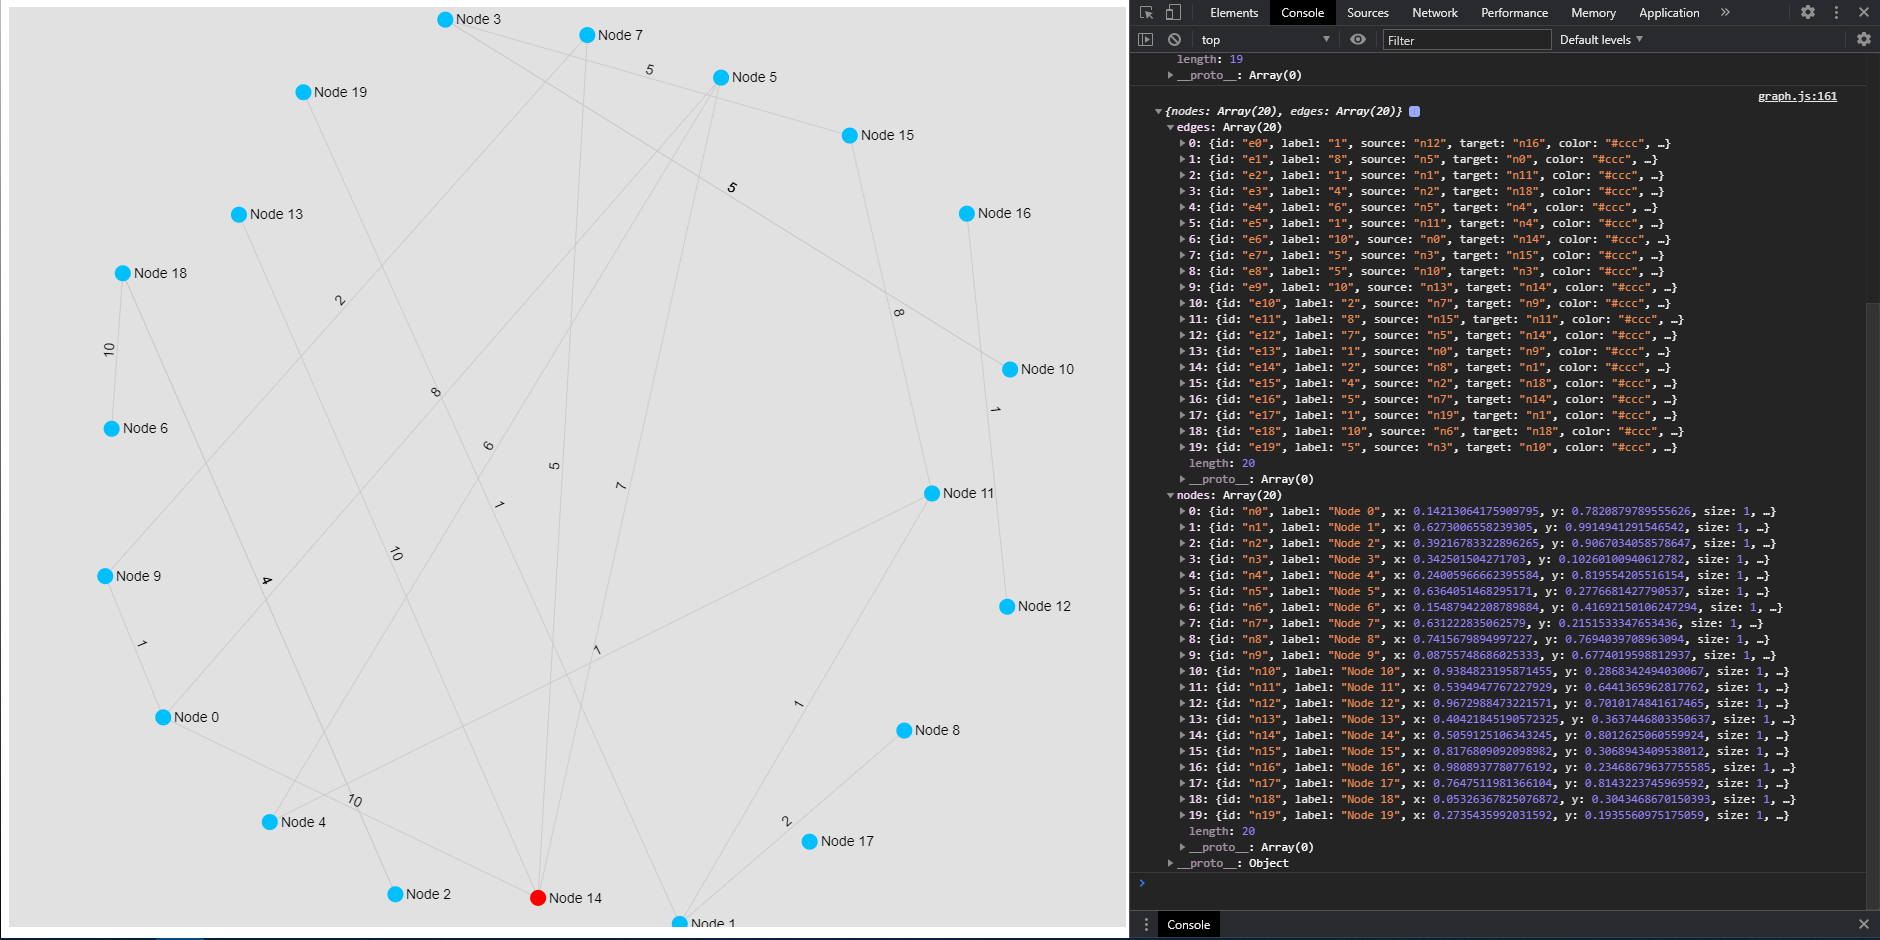 Node 3
Node 7
5
Node 5
Node 19
Node 15
5
Node 16
Node 13
Node 18
2
8
10
Node 10
8
1
Node 6
6
5
7
Node 11
1
10
Node 9
4
Node 12
1
1
1
Node 0
Node 8
10
2
Node 4
Node 17
Node 2
Node 14
Node 1
Elements Console Sources Network Performance Memory Application »
top Filter Default levels
length: 19
__proto__: Array(0)
graph.js:161
{nodes: Array(20), edges: Array(20)} i
edges: Array(20)
0: {id: "e0", label: "1", source: "n12", target: "n16", color: "#ccc", …}
1: {id: "e1", label: "8", source: "n5", target: "n0", color: "#ccc", …}
2: {id: "e2", label: "1", source: "n1", target: "n11", color: "#ccc", …}
3: {id: "e3", label: "4", source: "n2", target: "n18", color: "#ccc", …}
4: {id: "e4", label: "6", source: "n5", target: "n4", color: "#ccc", …}
5: {id: "e5", label: "1", source: "n11", target: "n4", color: "#ccc", …}
6: {id: "e6", label: "10", source: "n0", target: "n14", color: "#ccc", …}
7: {id: "e7", label: "5", source: "n3", target: "n15", color: "#ccc", …}
8: {id: "e8", label: "5", source: "n10", target: "n3", color: "#ccc", …}
9: {id: "e9", label: "10", source: "n13", target: "n14", color: "#ccc", …}
10: {id: "e10", label: "2", source: "n7", target: "n9", color: "#ccc", …}
11: {id: "e11", label: "8", source: "n15", target: "n11", color: "#ccc", …}
12: {id: "e12", label: "7", source: "n5", target: "n14", color: "#ccc", …}
13: {id: "e13", label: "1", source: "n0", target: "n9", color: "#ccc", …}
14: {id: "e14", label: "2", source: "n8", target: "n1", color: "#ccc", …}
15: {id: "e15", label: "4", source: "n2", target: "n18", color: "#ccc", …}
16: {id: "e16", label: "5", source: "n7", target: "n14", color: "#ccc", …}
17: {id: "e17", label: "1", source: "n19", target: "n1", color: "#ccc", …}
18: {id: "e18", label: "10", source: "n6", target: "n18", color: "#ccc", …}
19: {id: "e19", label: "5", source: "n3", target: "n10", color: "#ccc", …}
length: 20
__proto__: Array(0)
nodes: Array(20)
0: {id: "n0", label: "Node 0", x: 0.14213064175909795, y: 0.7820879789555626, size: 1, …}
1: {id: "n1", label: "Node 1", x: 0.6273006558239305, y: 0.9914941291546542, size: 1, …}
2: {id: "n2", label: "Node 2", x: 0.39216783322896265, y: 0.9067034058578647, size: 1, …}
3: {id: "n3", label: "Node 3", x: 0.342501504271703, y: 0.10260100940612782, size: 1, …}
4: {id: "n4", label: "Node 4", x: 0.24005966662395584, y: 0.819554205516154, size: 1, …}
5: {id: "n5", label: "Node 5", x: 0.6364051468295171, y: 0.2776681427790537, size: 1, …}
6: {id: "n6", label: "Node 6", x: 0.15487942208789884, y: 0.41692150106247294, size: 1, …}
7: {id: "n7", label: "Node 7", x: 0.631222835062579, y: 0.2151533347653436, size: 1, …}
8: {id: "n8", label: "Node 8", x: 0.7415679894997227, y: 0.7694039708963094, size: 1, …}
9: {id: "n9", label: "Node 9", x: 0.08755748686025333, y: 0.6774019598812937, size: 1, …}
10: {id: "n10", label: "Node 10", x: 0.9384823195871455, y: 0.2868342494030067, size: 1, …}
11: {id: "n11", label: "Node 11", x: 0.5394947767227929, y: 0.6441365962817762, size: 1, …}
12: {id: "n12", label: "Node 12", x: 0.9672988473221571, y: 0.7010174841617465, size: 1, …}
13: {id: "n13", label: "Node 13", x: 0.40421845190572325, y: 0.3637446803350637, size: 1, …}
14: {id: "n14", label: "Node 14", x: 0.5059125106343245, y: 0.8012625060559924, size: 1, …}
15: {id: "n15", label: "Node 15", x: 0.8176809092098982, y: 0.3068943409538012, size: 1, …}
16: {id: "n16", label: "Node 16", x: 0.9808937780776192, y: 0.23468679637755585, size: 1, …}
17: {id: "n17", label: "Node 17", x: 0.7647511981366104, y: 0.8143223745969592, size: 1, …}
18: {id: "n18", label: "Node 18", x: 0.05326367825076872, y: 0.3043468670150393, size: 1, …}
19: {id: "n19", label: "Node 19", x: 0.2735435992031592, y: 0.1935560975175059, size: 1, …}
length: 20
__proto__: Array(0)
__proto__: Object
Console